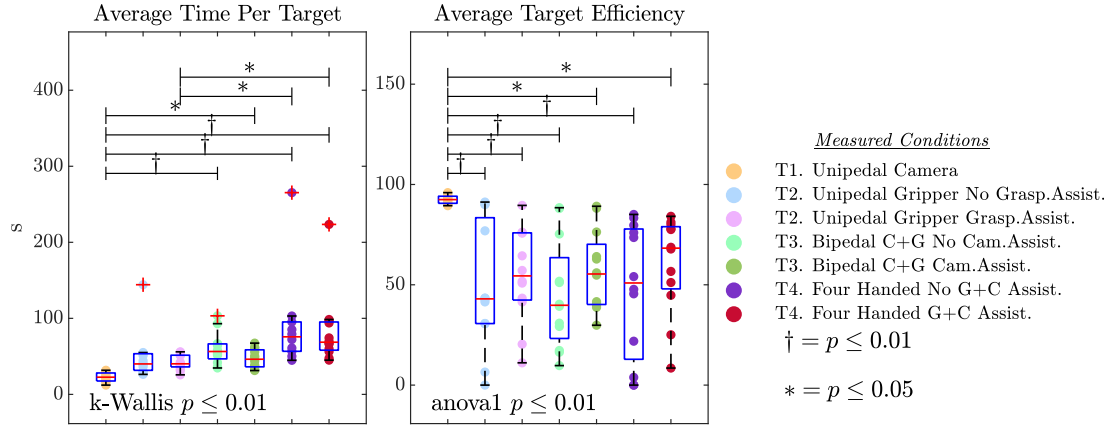 Average Time Per Target
Average Target Efficiency
400
300
200
100
0
s
*
*
*
†
†
†
k-Wallis p ≤ 0.01
150
100
50
0
*
*
†
†
†
†
anova1 p ≤ 0.01
Measured Conditions
T1. Unipedal Camera
T2. Unipedal Gripper No Grasp.Assist.
T2. Unipedal Gripper Grasp.Assist.
T3. Bipedal C+G No Cam.Assist.
T3. Bipedal C+G Cam.Assist.
T4. Four Handed No G+C Assist.
T4. Four Handed G+C Assist.
† = p ≤ 0.01
* = p ≤ 0.05